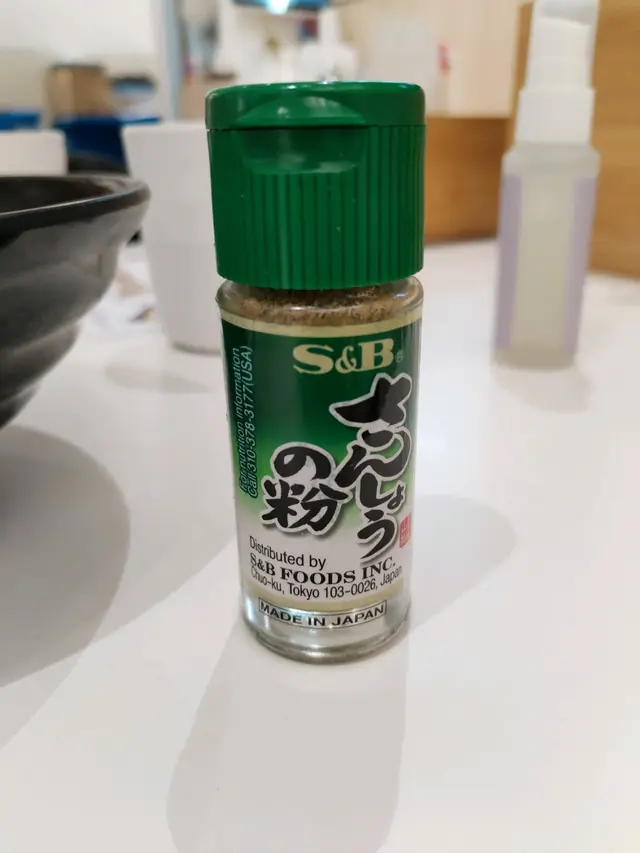 S&B®
さんしょう
の粉
For nutrition information
Call 310-378-3177(USA)
Distributed by
S&B FOODS INC.
Chuo-ku, Tokyo 103-0026, Japan
MADE IN JAPAN